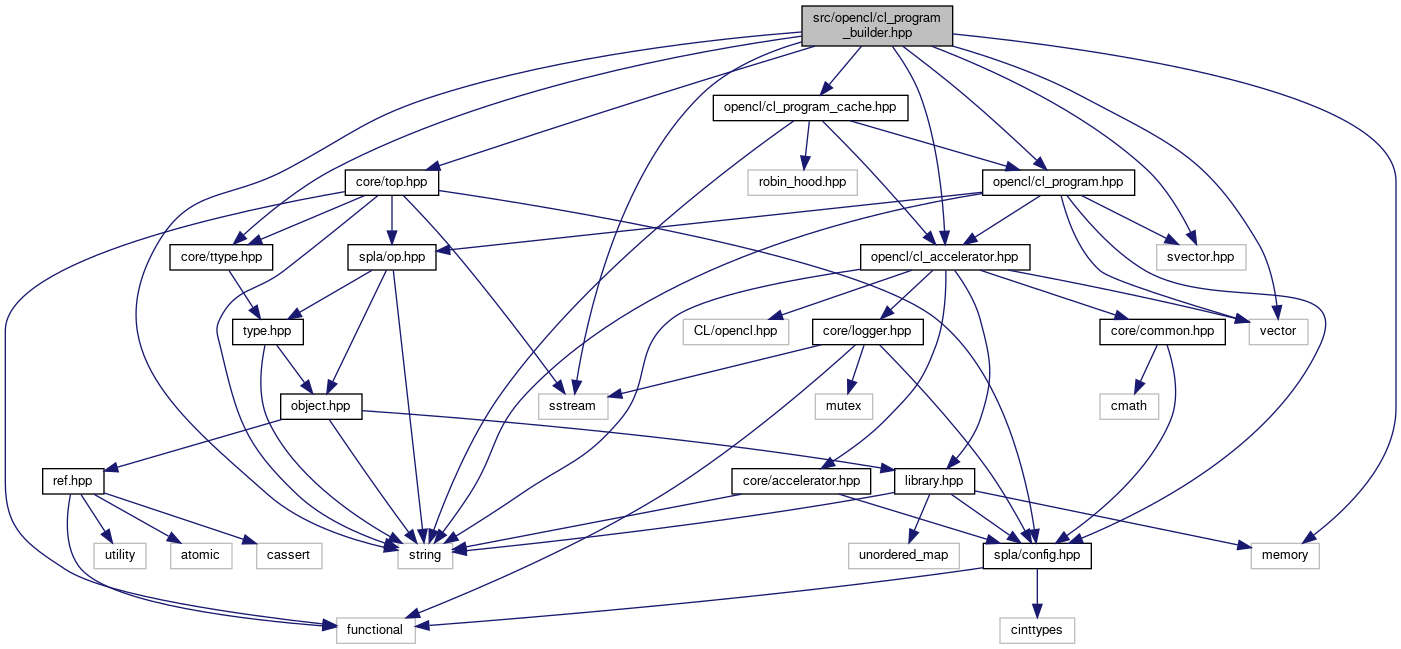 src/opencl/cl_program
_builder.hpp
opencl/cl_program_cache.hpp
core/top.hpp
robin_hood.hpp
opencl/cl_program.hpp
core/ttype.hpp
spla/op.hpp
opencl/cl_accelerator.hpp
svector.hpp
type.hpp
CL/opencl.hpp
core/logger.hpp
core/common.hpp
vector
object.hpp
sstream
mutex
cmath
ref.hpp
core/accelerator.hpp
library.hpp
utility
atomic
cassert
string
unordered_map
spla/config.hpp
memory
functional
cinttypes